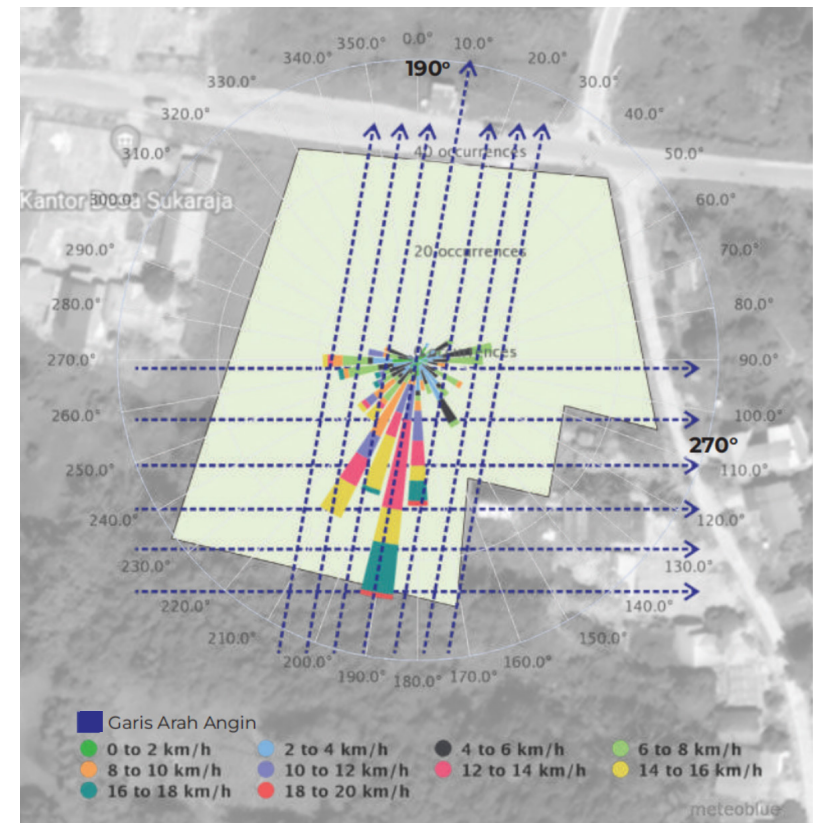 350.0° 0.0° 10.0°
340.0° 190° 20.0°
330.0° 30.0°
320.0° 40.0°
310.0° 40 occurrences 50.0°
Kantor Desa Sukaraja
300.0° 60.0°
290.0° 20 occurrences 70.0°
280.0° 80.0°
270.0° occurrences 90.0°
260.0° 100.0°
270°
250.0° 110.0°
240.0° 120.0°
230.0° 130.0°
220.0° 140.0°
210.0° 150.0°
200.0° 160.0°
190.0° 180.0° 170.0°
Garis Arah Angin
0 to 2 km/h 2 to 4 km/h 4 to 6 km/h 6 to 8 km/h
8 to 10 km/h 10 to 12 km/h 12 to 14 km/h 14 to 16 km/h
16 to 18 km/h 18 to 20 km/h
meteoblue